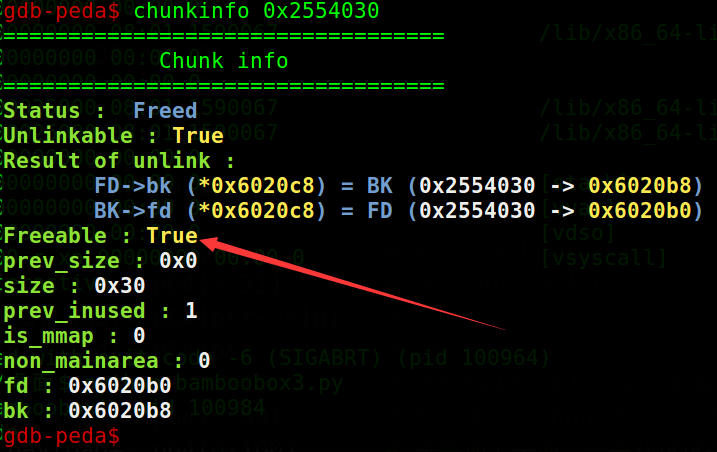 gdb-peda$ chunkinfo 0x2554030
==================================
Chunk info
==================================
Status : Freed
Unlinkable : True
Result of unlink :
FD->bk (*0x6020c8) = BK (0x2554030 -> 0x6020b8)
BK->fd (*0x6020c8) = FD (0x2554030 -> 0x6020b0)
Freeable : True
prev_size : 0x0
size : 0x30
prev_inused : 1
is_mmap : 0
non_mainarea : 0
fd : 0x6020b0
bk : 0x6020b8
gdb-peda$